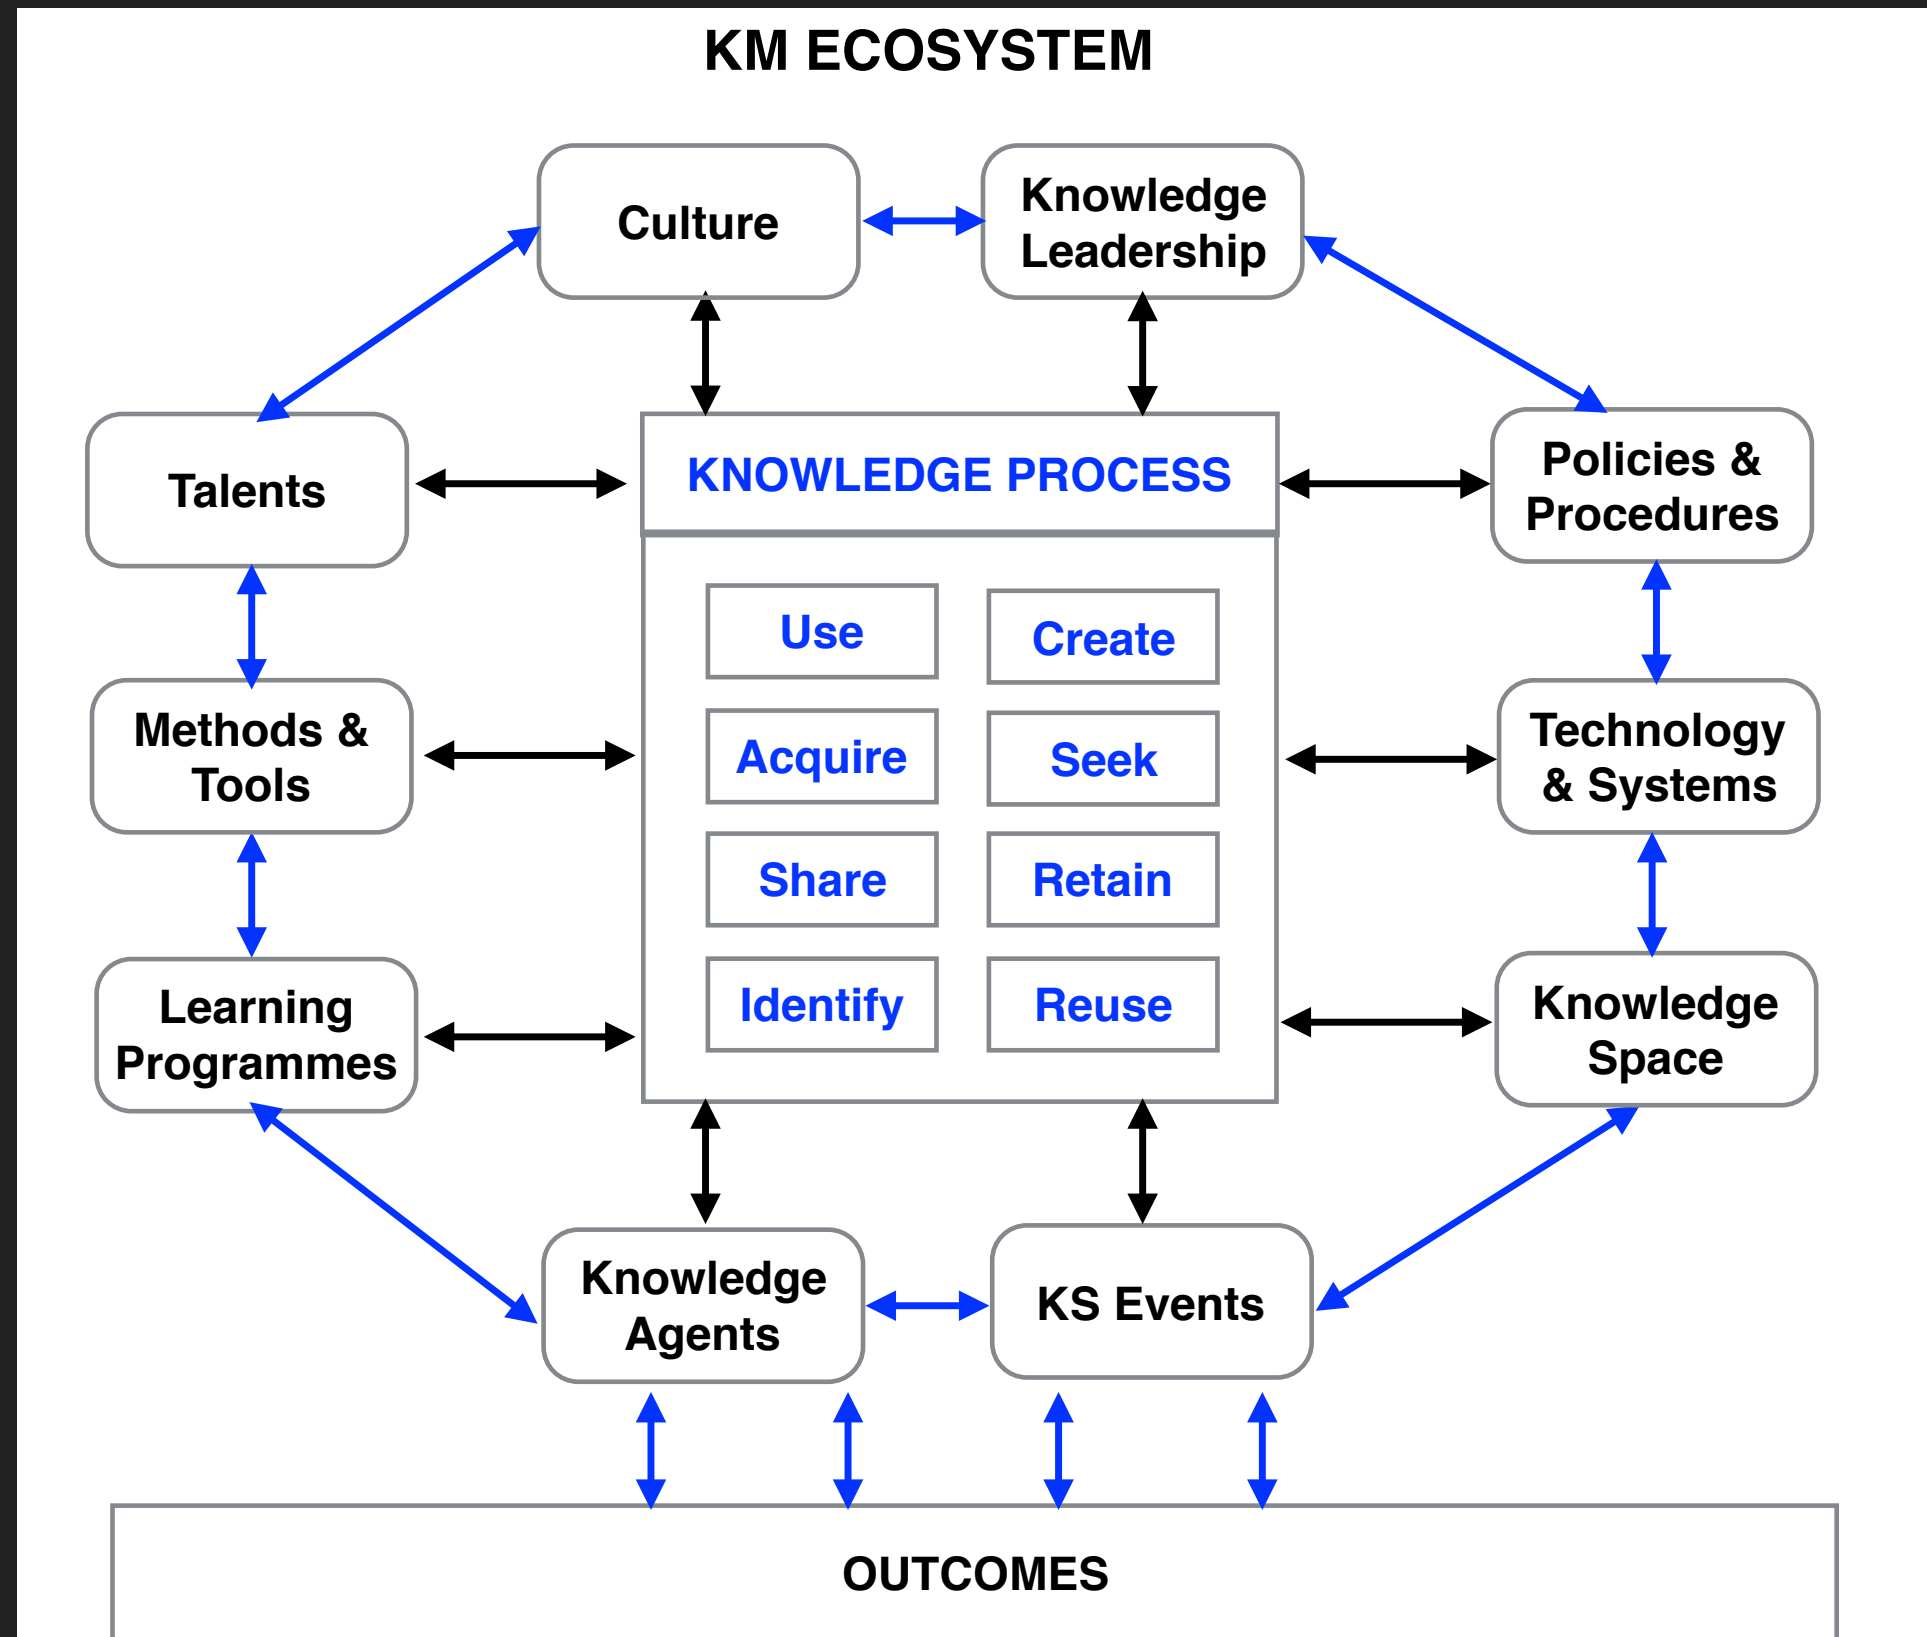 KM ECOSYSTEM
Culture
Knowledge
Leadership
Talents
KNOWLEDGE PROCESS
Policies &
Procedures
Use
Create
Methods &
Tools
Acquire
Seek
Technology
& Systems
Share
Retain
Learning
Programmes
Identify
Reuse
Knowledge
Space
Knowledge
Agents
KS Events
OUTCOMES